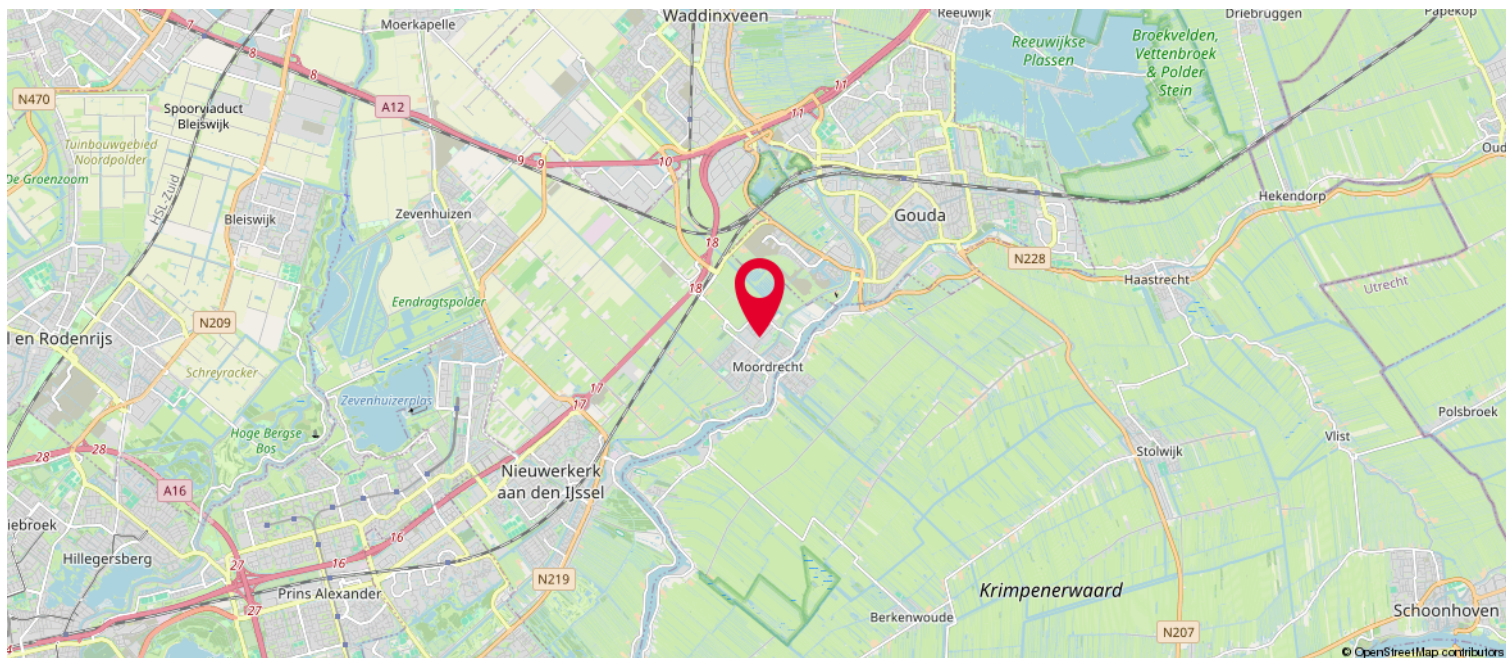 Moerkapelle
Waddinxveen
Reeuwijk
Driebruggen
Papekop
7
8
8
11
11
Reeuwijkse
Plassen
Broekvelden,
Vettenbroek
& Polder
Stein
N470
A12
Spoorviaduct
Bleiswijk
Tuinbouwgebied
Noordpolder
9
9
10
Oud
De Groenzoom
HSL-Zuid
Bleiswijk
Zevenhuizen
Gouda
Hekendorp
18
N228
Haastrecht
18
Utrecht
Eendragtspolder
N209
l en Rodenrijs
Schreyracker
Moordrecht
17
17
Zevenhuizerplas
Hoge Bergse
Bos
Polsbroek
Vlist
Stolwijk
28
28
A16
Nieuwerkerk
aan den IJssel
iebroek
Hillegersberg
16
16
27
27
Prins Alexander
N219
Krimpenerwaard
Berkenwoude
Schoonhoven
N207
4
© OpenStreetMap contributors